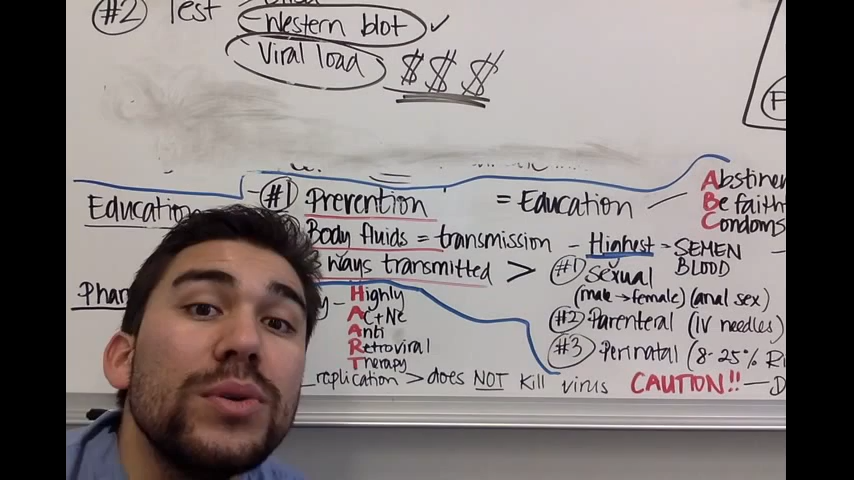 #2 Test
Western blot ✓
Viral load $ $ $
Education
#1 Prevention = Education
Abstinen
Be faith
Condoms
Body fluids = transmission - Highest = SEMEN
BLOOD
3 ways transmitted > #1 Sexual
(male → female) (anal sex)
#2 Parenteral (IV needles)
#3 Perinatal (8-25%
Phar
Highly
Anti
Retroviral
Therapy
replication > does NOT Kill virus CAUTION!! — D
F